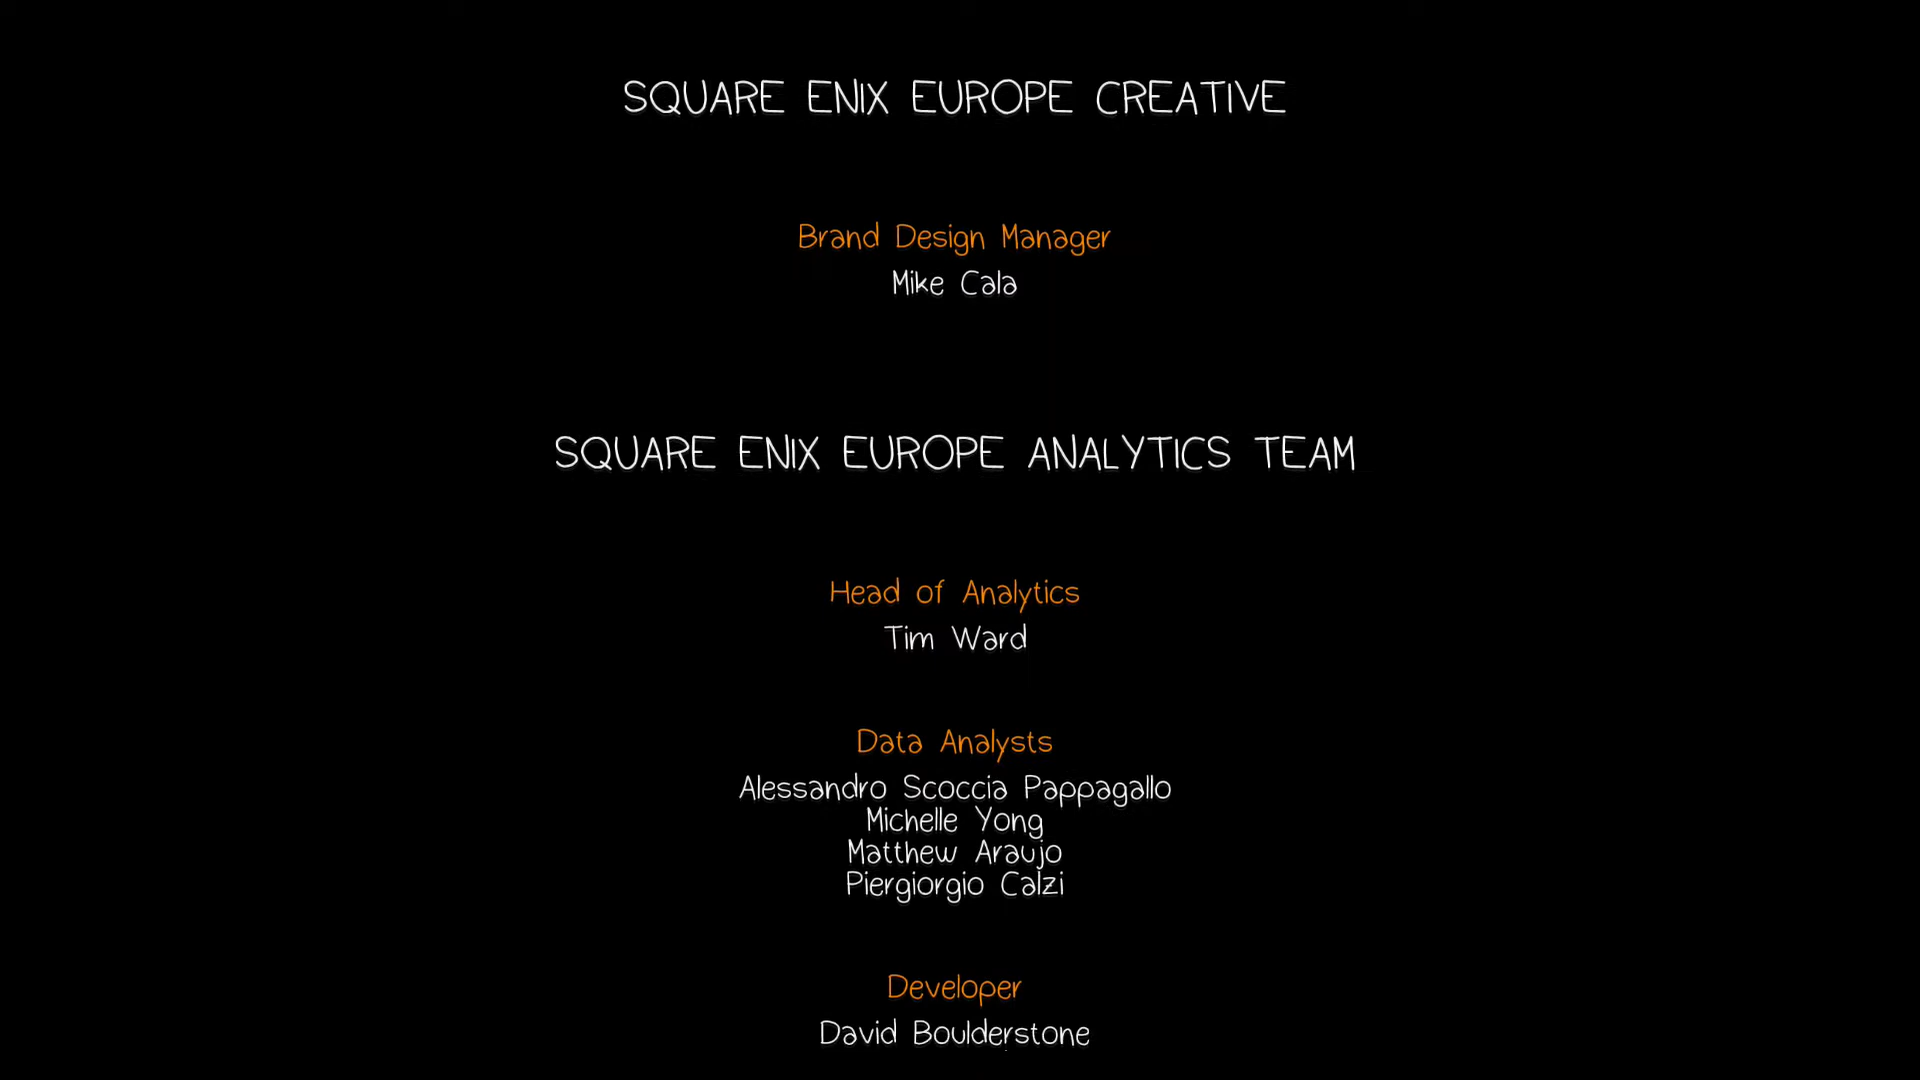 SQUARE ENIX EUROPE CREATIVE
Brand Design Manager
Mike Cala
SQUARE ENIX EUROPE ANALYTICS TEAM
Head of Analytics
Tim Ward
Data Analysts
Alessandro Scoccia Pappagallo
Michelle Yong
Matthew Araujo
Piergiorgio Calzi
Developer
David Boulderstone